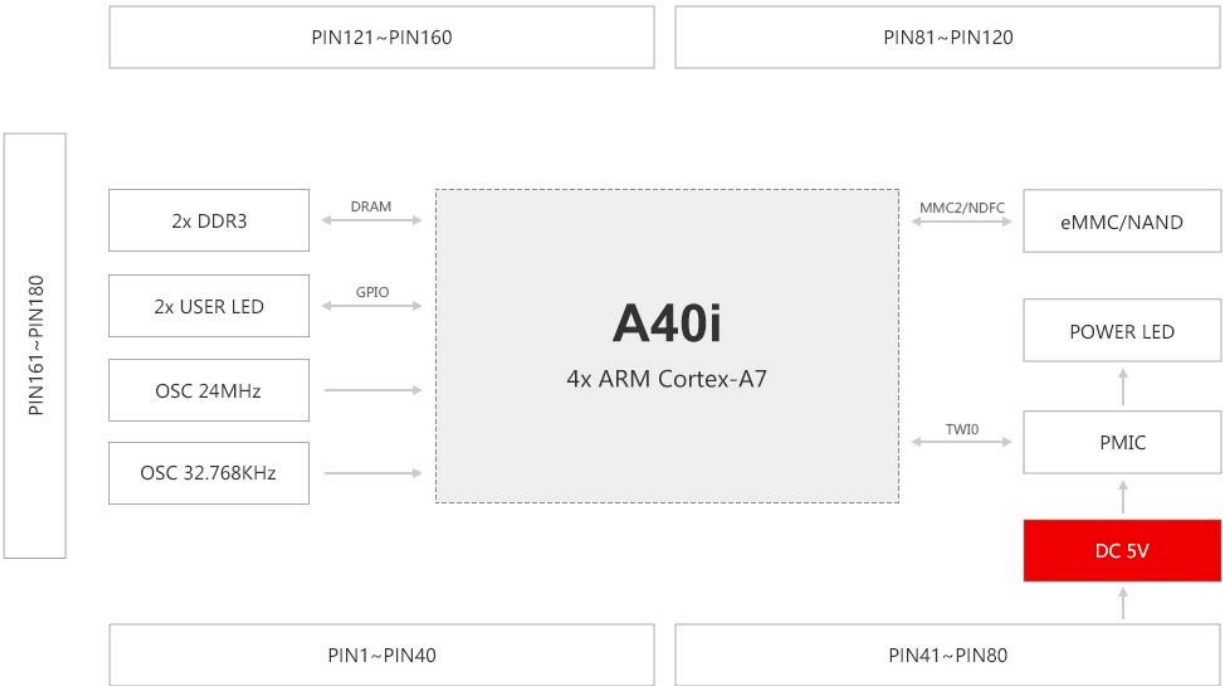 PIN121~PIN160
PIN81~PIN120
PIN161~PIN180
2x DDR3
DRAM
MMC2/NDFC
eMMC/NAND
2x USER LED
GPIO
A40i
4x ARM Cortex-A7
POWER LED
OSC 24MHz
TWI0
PMIC
OSC 32.768KHz
DC 5V
PIN1~PIN40
PIN41~PIN80